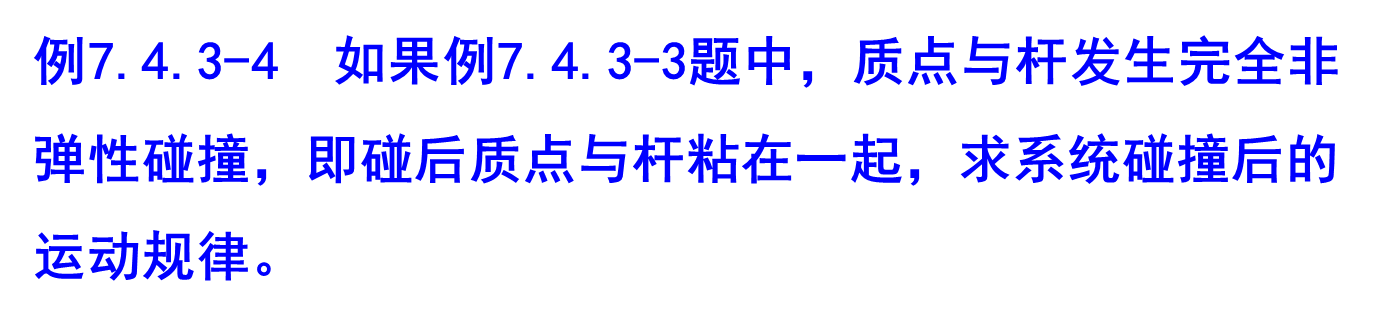 例7.4.3-4 如果例7.4.3-3题中，质点与杆发生完全非
弹性碰撞，即碰后质点与杆粘在一起，求系统碰撞后的
运动规律。